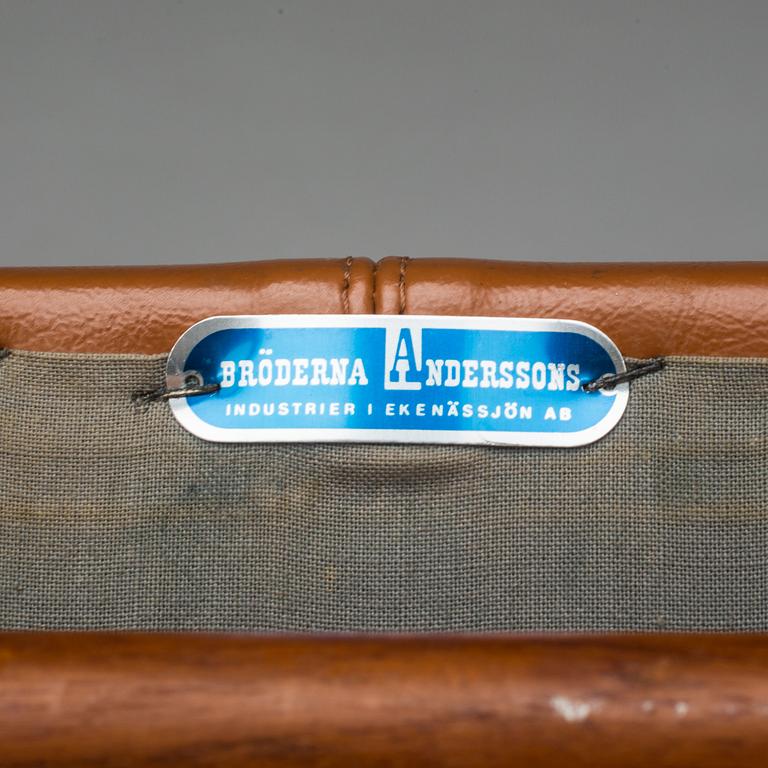 BRÖDERNA ANDERSSONS
INDUSTRIER I EKENÄSSJÖN AB